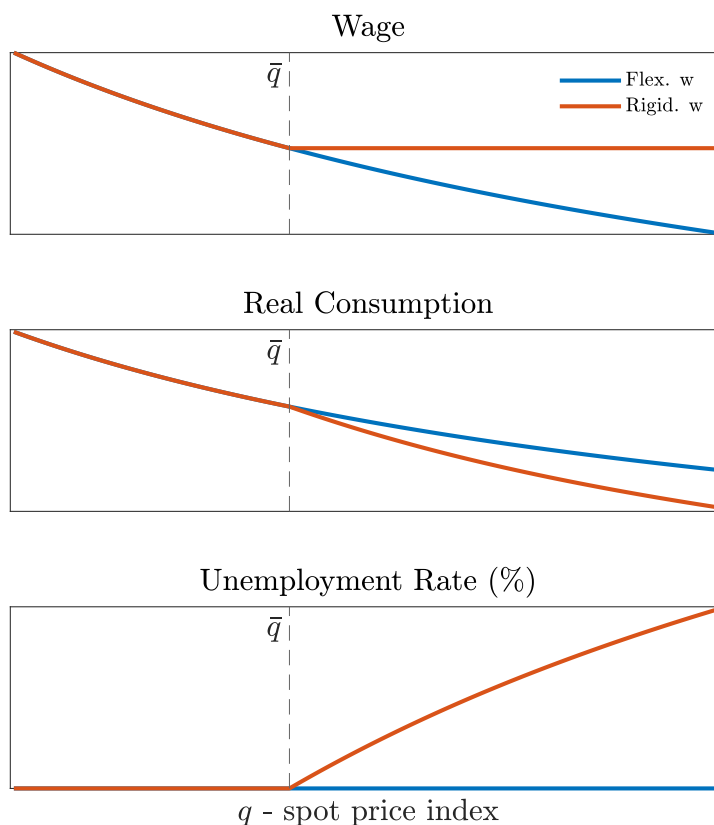 Wage
q̄
Flex. w
Rigid. w
Real Consumption
q̄
Unemployment Rate (%)
q̄
q - spot price index